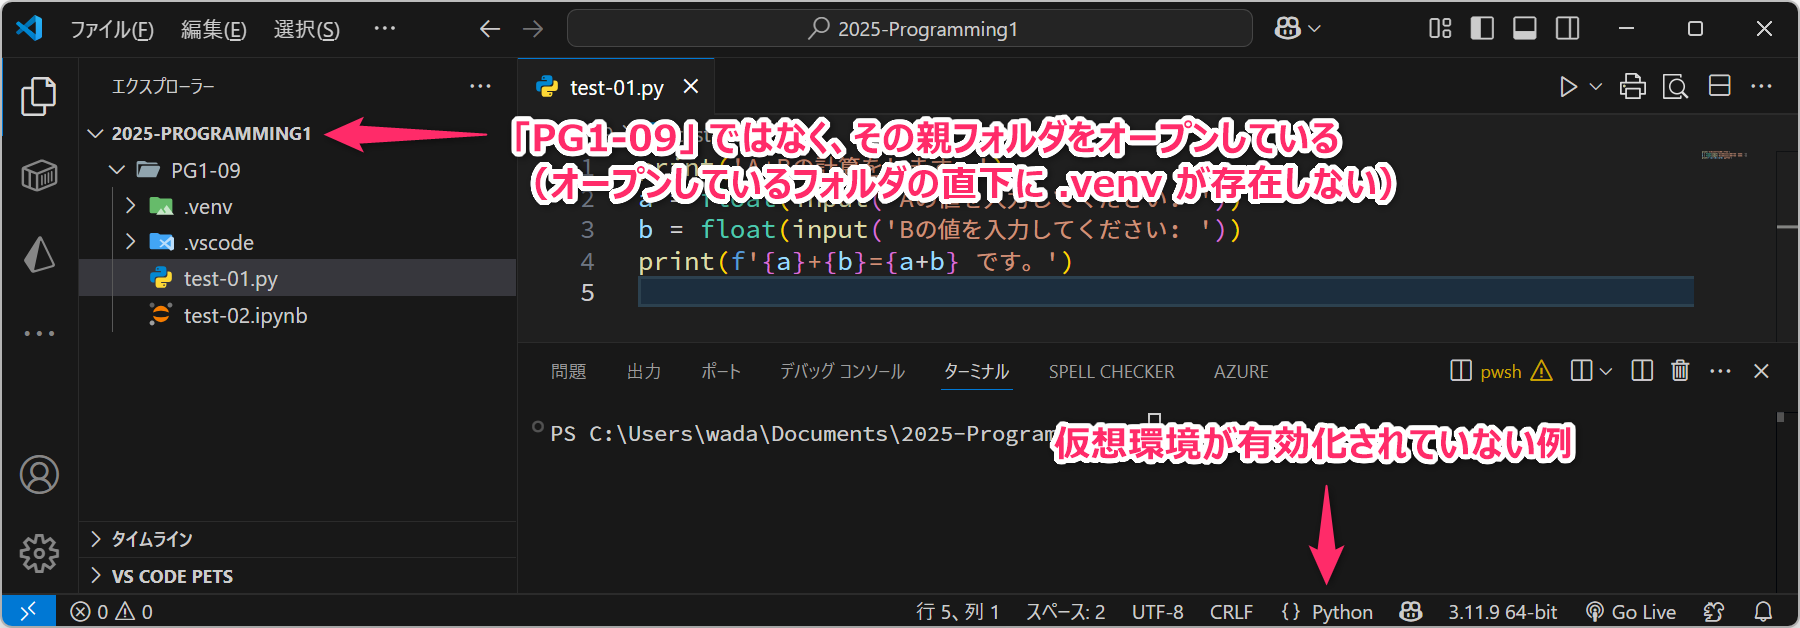 ファイル(F) 編集(E) 選択(S) … 2025-Programming1
エクスプローラー …
test-01.py
2025-PROGRAMMING1
「PG1-09」ではなく、その親フォルダをオープンしている
(オープンしているフォルダの直下に .venv が存在しない)
PG1-09
.venv
.vscode
test-01.py
test-02.ipynb
1
2
3 b = float(input('Bの値を入力してください: '))
4 print(f'{a}+{b}={a+b} です。')
5
問題 出力 ポート デバッグ コンソール ターミナル SPELL CHECKER AZURE pwsh
PS C:\Users\wada\Documents\2025-Program
仮想環境が有効化されていない例
タイムライン
VS CODE PETS
0 0 行 5、列 1 スペース: 2 UTF-8 CRLF {} Python 3.11.9 64-bit Go Live